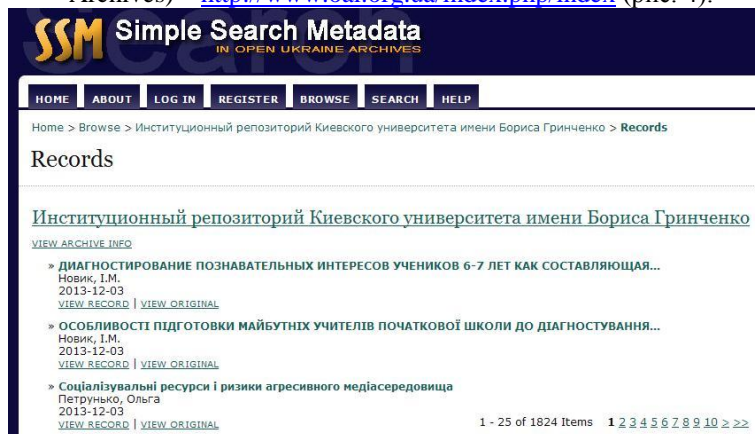 Archives) – http://www.oai.org.ua/index.php/index (рис. 4).
SSM Simple Search Metadata
IN OPEN UKRAINE ARCHIVES
HOME ABOUT LOG IN REGISTER BROWSE SEARCH HELP
Home > Browse > Институционный репозиторий Киевского университета имени Бориса Гринченко > Records
Records
Институционный репозиторий Киевского университета имени Бориса Гринченко
VIEW ARCHIVE INFO
» ДИАГНОСТИРОВАНИЕ ПОЗНАВАТЕЛЬНЫХ ИНТЕРЕСОВ УЧЕНИКОВ 6-7 ЛЕТ КАК СОСТАВЛЯЮЩАЯ...
Новик, І.М.
2013-12-03
VIEW RECORD | VIEW ORIGINAL
» ОСОБЛИВОСТІ ПІДГОТОВКИ МАЙБУТНІХ УЧИТЕЛІВ ПОЧАТКОВОЇ ШКОЛИ ДО ДІАГНОСТУВАННЯ...
Новик, І.М.
2013-12-03
VIEW RECORD | VIEW ORIGINAL
» Соціалізувальні ресурси і ризики агресивного медіасередовища
Петрунько, Ольга
2013-12-03
VIEW RECORD | VIEW ORIGINAL
1 - 25 of 1824 Items 1 2 3 4 5 6 7 8 9 10 > >>